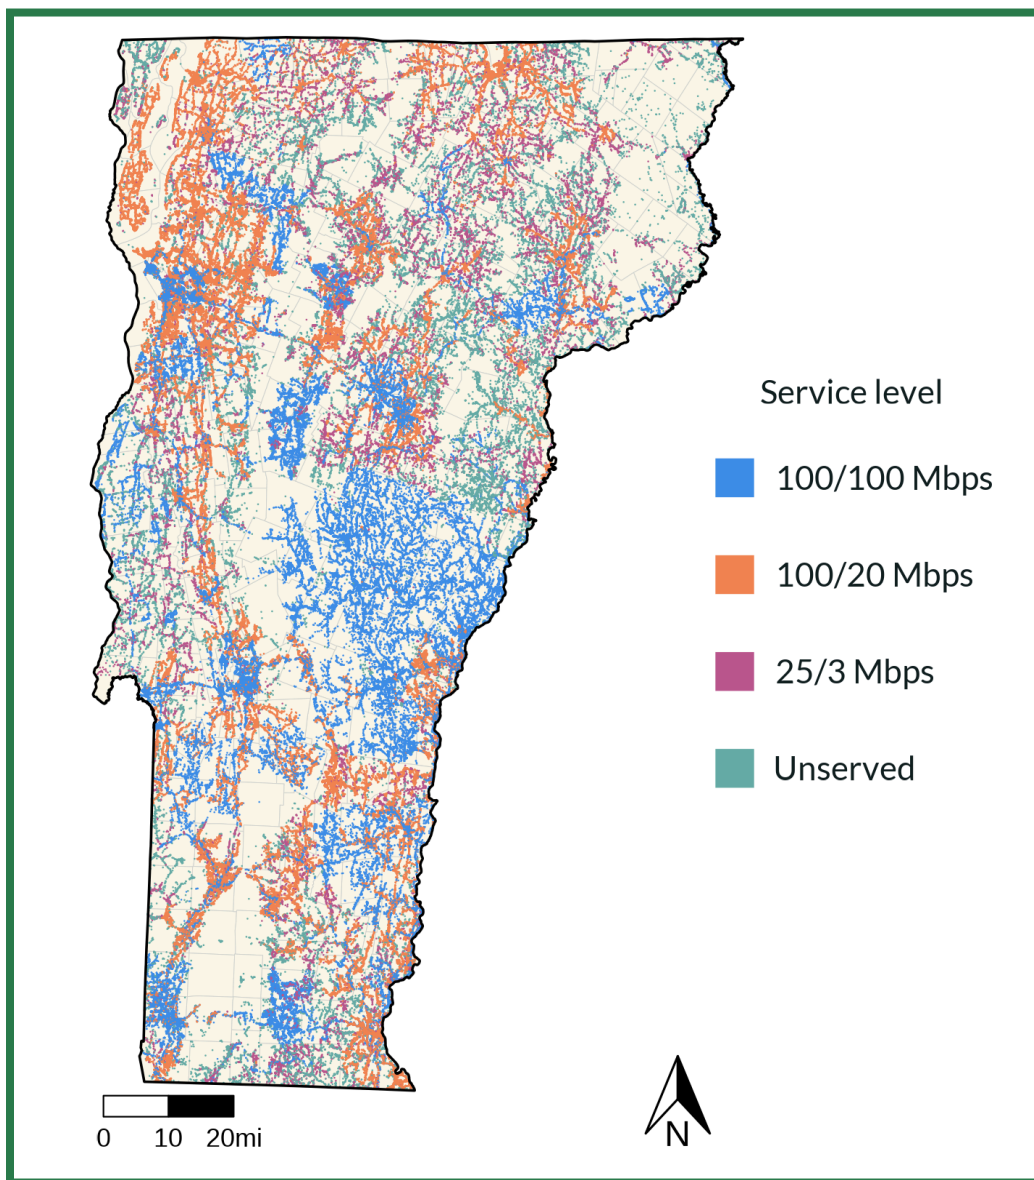 Service level
100/100 Mbps
100/20 Mbps
25/3 Mbps
Unserved
0 10 20mi
N